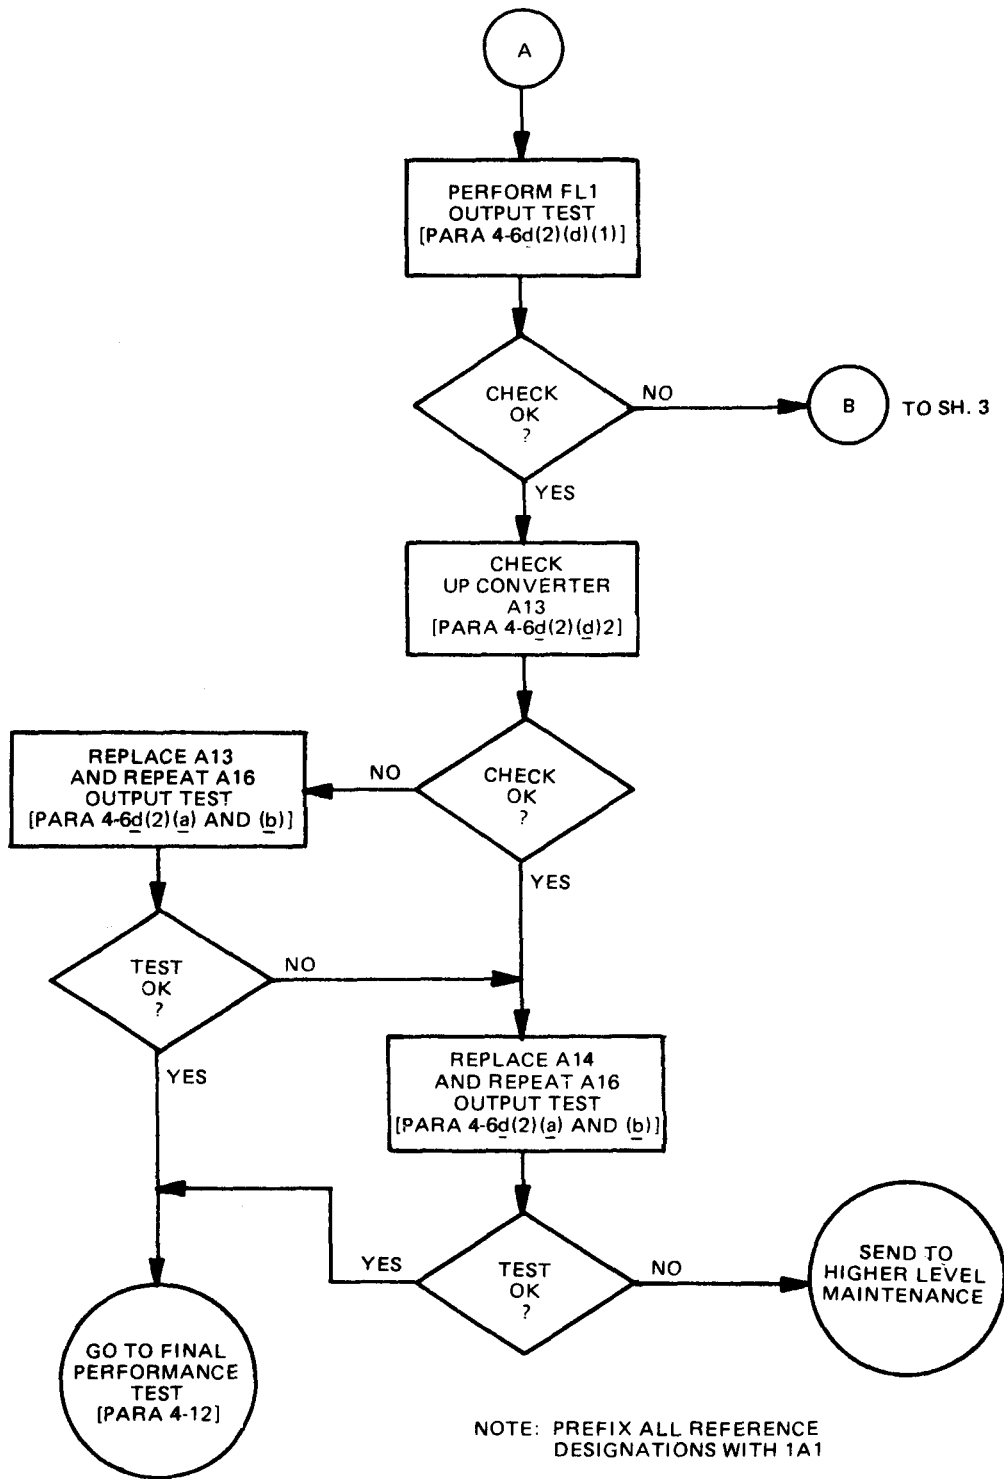 A
PERFORM FL1
OUTPUT TEST
[PARA 4-6d(2)(d)(1)]
CHECK
OK
?
NO
B
TO SH. 3
YES
CHECK
UP CONVERTER
A13
[PARA 4-6d(2)(d)2]
CHECK
OK
?
NO
REPLACE A13
AND REPEAT A16
OUTPUT TEST
[PARA 4-6d(2)(a) AND (b)]
YES
TEST
OK
?
NO
YES
REPLACE A14
AND REPEAT A16
OUTPUT TEST
[PARA 4-6d(2)(a) AND (b)]
TEST
OK
?
YES
NO
SEND TO
HIGHER LEVEL
MAINTENANCE
GO TO FINAL
PERFORMANCE
TEST
[PARA 4-12]
NOTE: PREFIX ALL REFERENCE
DESIGNATIONS WITH 1A1